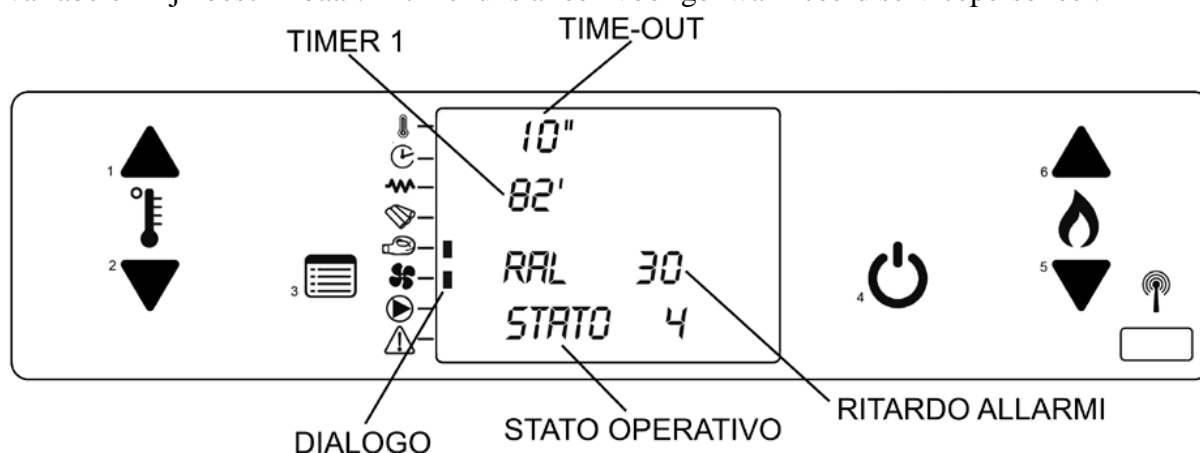 TIMER 1
TIME-OUT
10"
82'
RAL 30
STATO 4
1
2
3
4
6
5
DIALOGO
STATO OPERATIVO
RITARDO ALLARMI